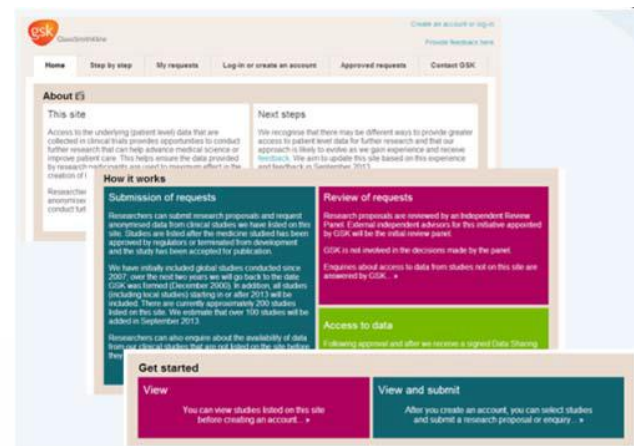 Create an account or log-in
gsk GlaxoSmithKline
Provide feedback here
Home Step by step My requests Log-in or create an account Approved requests Contact GSK
About
This site
Access to the underlying (patient level) data that are
collected in clinical trials provides opportunities to conduct
further research that can help advance medical science or
improve patient care. This helps ensure the data provided
by research participants are used to maximum effect in the
creation of
Researcher
anonymised
conduct furt
Next steps
We recognise that there may be different ways to provide greater
access to patient level data for further research and that our
approach is likely to evolve as we gain experience and receive
feedback. We aim to update this site based on this experience
and feedback in September 2013.
How it works
Submission of requests
Researchers can submit research proposals and request
anonymised data from clinical studies we have listed on this
site. Studies are listed after the medicine studied has been
approved by regulators or terminated from development
and the study has been accepted for publication.
We have initially included global studies conducted since
2007; over the next two years we will go back to the date
GSK was formed (December 2000). In addition, all studies
(including local studies) starting in or after 2013 will be
included. There are currently approximately 200 studies
listed on this site. We estimate that over 100 studies will be
added in September 2013.
Researchers can also enquire about the availability of data
from our clinical studies that are not listed on the site before
they
Review of requests
Research proposals are reviewed by an Independent Review
Panel. External independent advisors for this initiative appointed
by GSK will be the initial review panel.
GSK is not involved in the decisions made by the panel.
Enquiries about access to data from studies not on this site are
answered by GSK... »
Access to data
Following approval and after we receive a signed Data Sharing
Get started
View
You can view studies listed on this site
before creating an account... »
View and submit
After you create an account, you can select studies
and submit a research proposal or enquiry... »